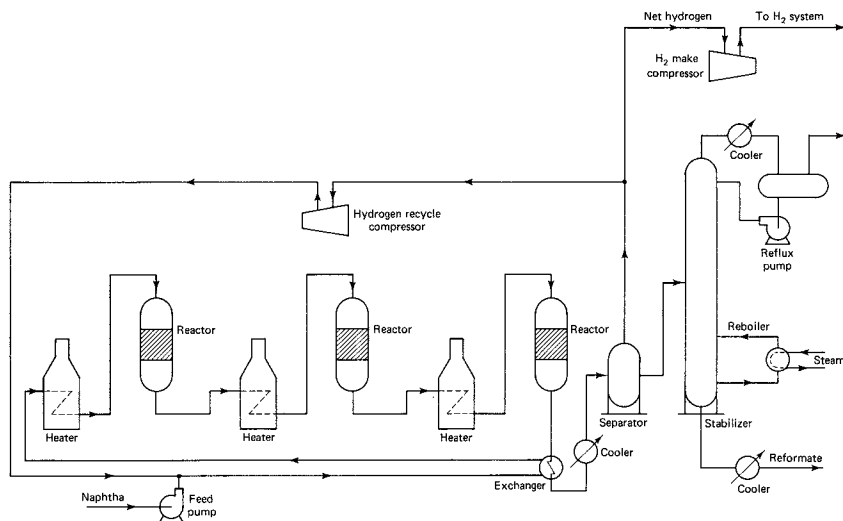 Net hydrogen
To H₂ system
H₂ make
compressor
Cooler
Hydrogen recycle
compressor
Reflux
pump
Reactor
Reactor
Reactor
Reboiler
Steam
Heater
Heater
Heater
Separator
Stabilizer
Cooler
Exchanger
Reformate
Cooler
Naphtha
Feed
pump